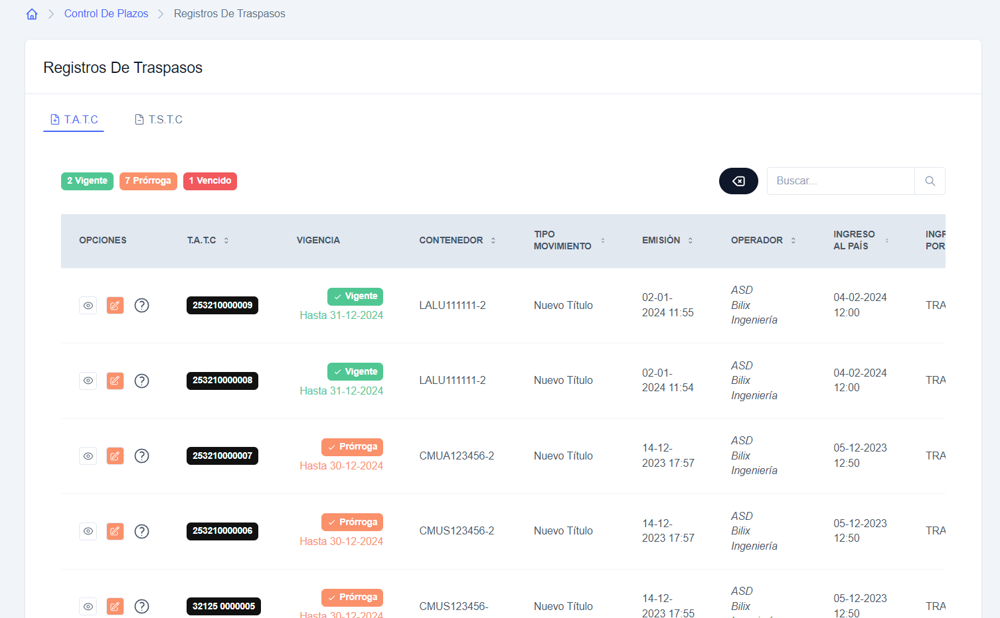 Control De Plazos Registros De Traspasos
Registros De Traspasos
T.A.T.C T.S.T.C
2 Vigente 7 Prórroga 1 Vencido Buscar...
OPCIONES T.A.T.C VIGENCIA CONTENEDOR TIPO MOVIMIENTO EMISIÓN OPERADOR INGRESO AL PAÍS INGR POR
253210000009 Vigente Hasta 31-12-2024 LALU111111-2 Nuevo Título 02-01-2024 11:55 ASD Bilix Ingeniería 04-02-2024 12:00 TRA
253210000008 Vigente Hasta 31-12-2024 LALU111111-2 Nuevo Título 02-01-2024 11:54 ASD Bilix Ingeniería 04-02-2024 12:00 TRA
253210000007 Prórroga Hasta 30-12-2024 CMUA123456-2 Nuevo Título 14-12-2023 17:57 ASD Bilix Ingeniería 05-12-2023 12:50 TRA
253210000006 Prórroga Hasta 30-12-2024 CMUS123456-2 Nuevo Título 14-12-2023 17:57 ASD Bilix Ingeniería 05-12-2023 12:50 TRA
32125 0000005 Prórroga Hasta 30-12-2024 CMUS123456- Nuevo Título 14-12-2023 17:55 ASD Bilix 05-12-2023 12:50 TRA